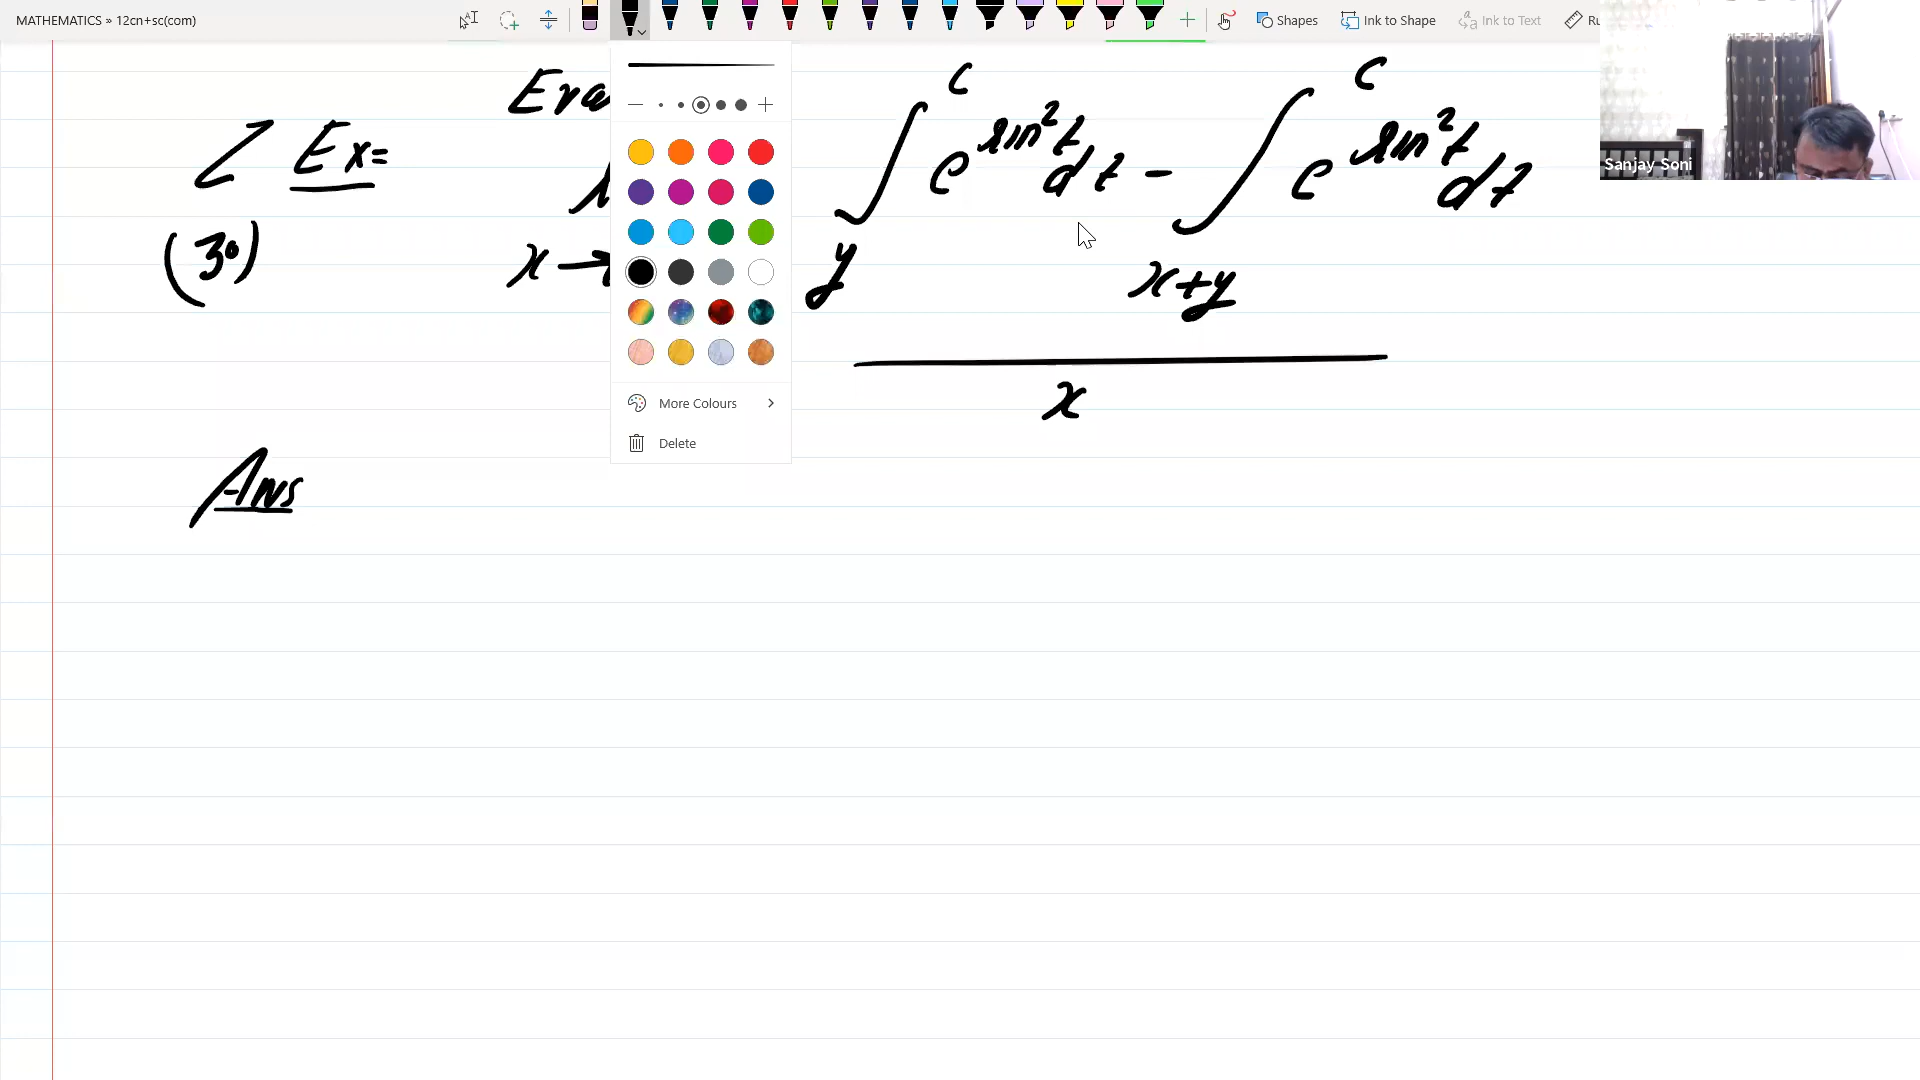 MATHEMATICS » 12cn+sc(com)
Shapes
Ink to Shape
Ink to Text
Sanjay Soni
Ex=
(30)
x→
∫ y c e^sin²t dt - ∫ x+y c e^sin²t dt
x
More Colours
Delete
Ans